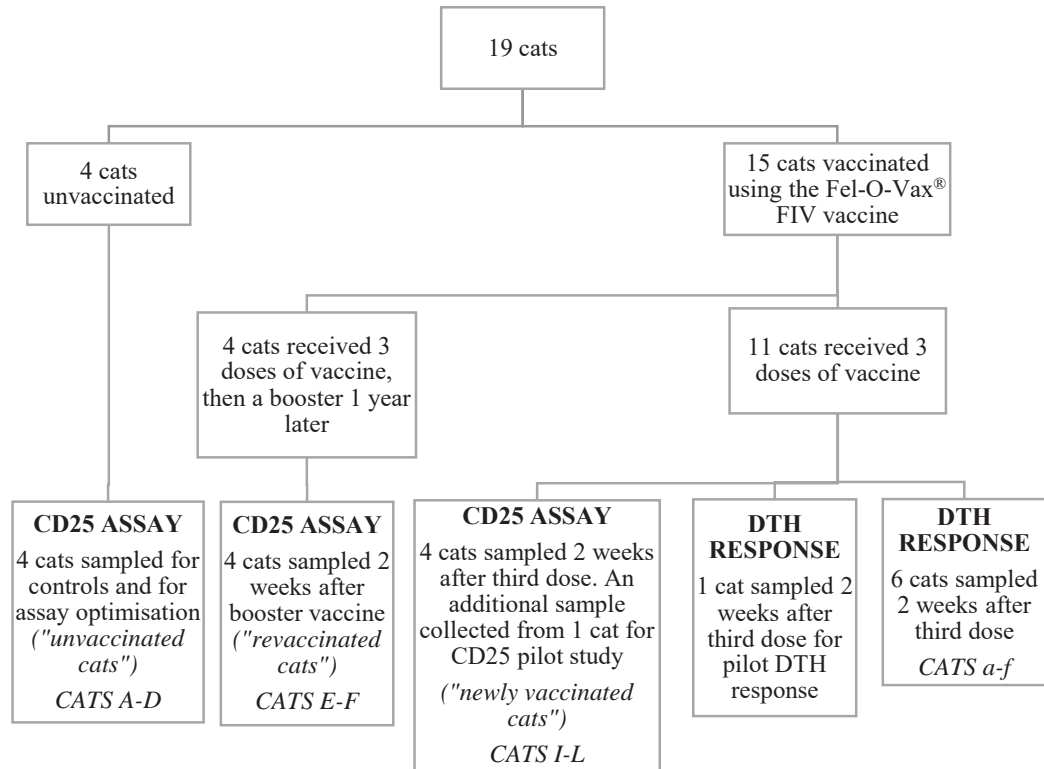 19 cats
4 cats
unvaccinated
15 cats vaccinated
using the Fel-O-Vax®
FIV vaccine
4 cats received 3
doses of vaccine,
then a booster 1 year
later
11 cats received 3
doses of vaccine
CD25 ASSAY
4 cats sampled for
controls and for
assay optimisation
("unvaccinated
cats")
CATS A-D
CD25 ASSAY
4 cats sampled 2
weeks after
booster vaccine
("revaccinated
cats")
CATS E-F
CD25 ASSAY
4 cats sampled 2 weeks
after third dose. An
additional sample
collected from 1 cat for
CD25 pilot study
("newly vaccinated
cats")
CATS I-L
DTH
RESPONSE
1 cat sampled 2
weeks after
third dose for
pilot DTH
response
DTH
RESPONSE
6 cats sampled
2 weeks after
third dose
CATS a-f